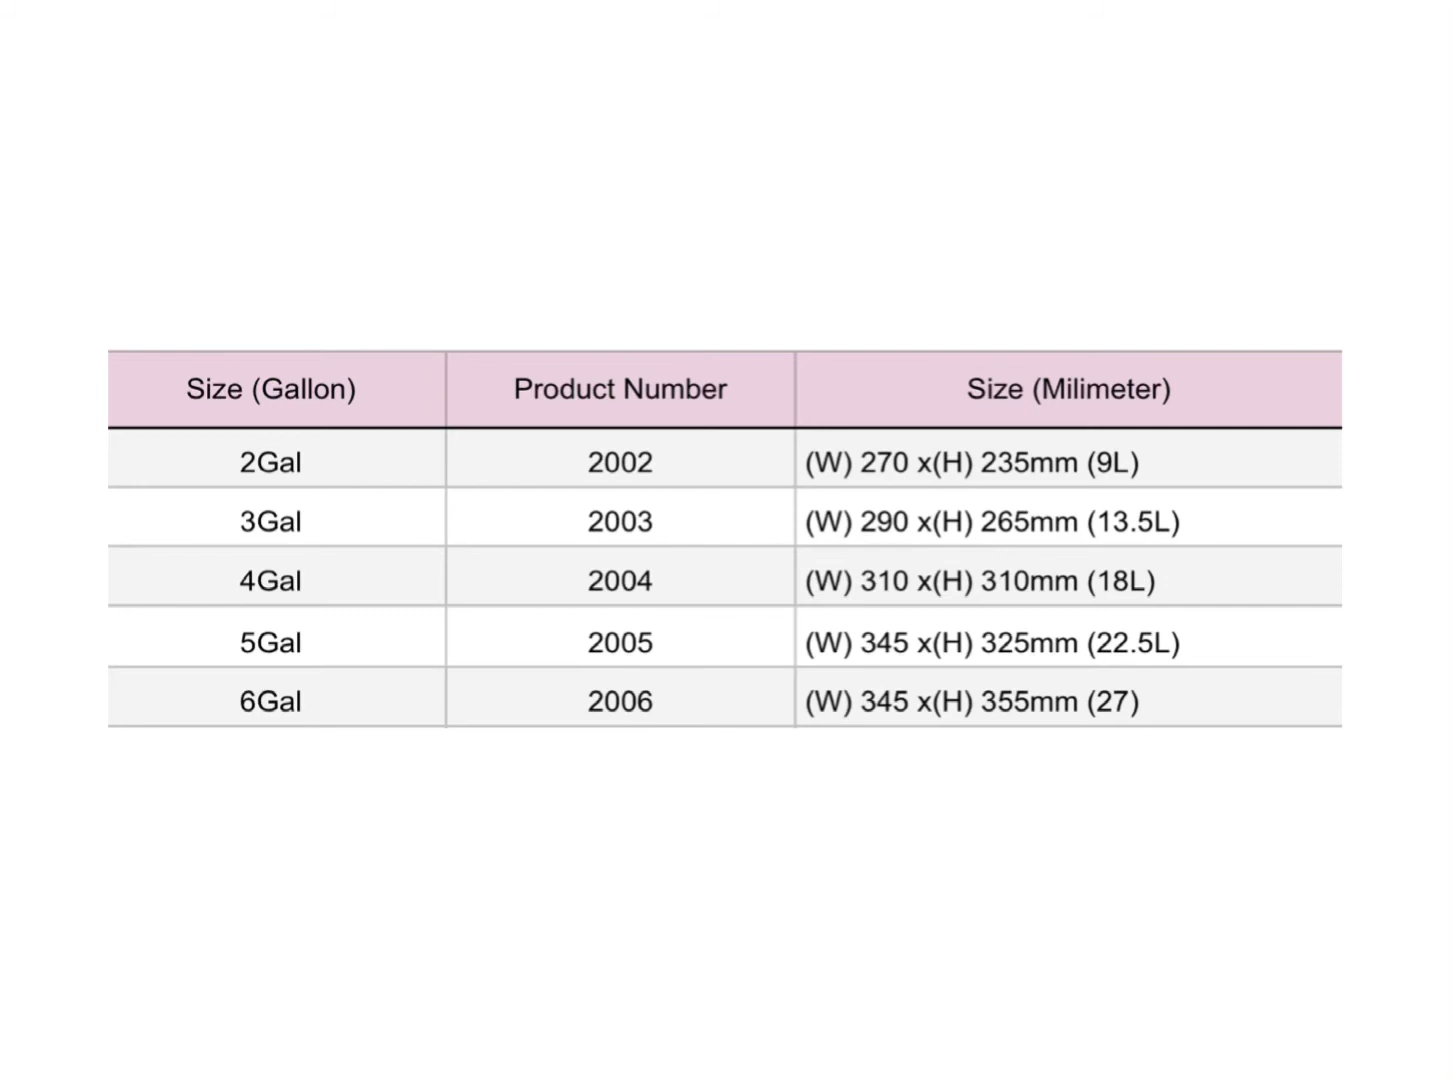 Size (Gallon) Product Number Size (Milimeter)
2Gal 2002 (W) 270 x(H) 235mm (9L)
3Gal 2003 (W) 290 x(H) 265mm (13.5L)
4Gal 2004 (W) 310 x(H) 310mm (18L)
5Gal 2005 (W) 345 x(H) 325mm (22.5L)
6Gal 2006 (W) 345 x(H) 355mm (27)